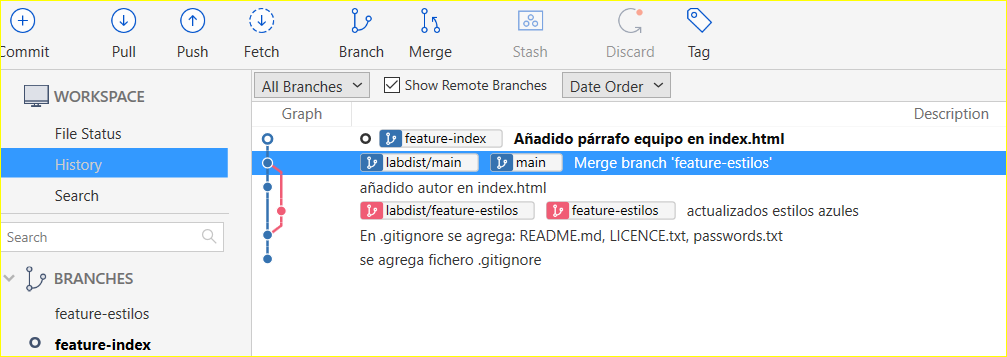 Commit Pull Push Fetch Branch Merge Stash Discard Tag
WORKSPACE
File Status
History
Search
Search
BRANCHES
feature-estilos
feature-index
All Branches Show Remote Branches Date Order
Graph Description
feature-index Añadido párrafo equipo en index.html
labdist/main main Merge branch 'feature-estilos'
añadido autor en index.html
labdist/feature-estilos feature-estilos actualizados estilos azules
En .gitignore se agrega: README.md, LICENCE.txt, passwords.txt
se agrega fichero .gitignore